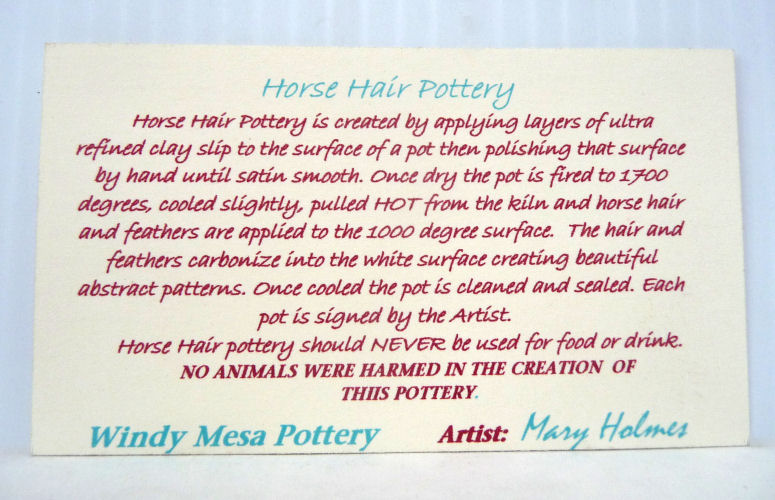 Horse Hair Pottery
Horse Hair Pottery is created by applying layers of ultra
refined clay slip to the surface of a pot then polishing that surface
by hand until satin smooth. Once dry the pot is fired to 1700
degrees, cooled slightly, pulled HOT from the kiln and horse hair
and feathers are applied to the 1000 degree surface. The hair and
feathers carbonize into the white surface creating beautiful
abstract patterns. Once cooled the pot is cleaned and sealed. Each
pot is signed by the Artist.
Horse Hair pottery should NEVER be used for food or drink.
NO ANIMALS WERE HARMED IN THE CREATION OF
THIIS POTTERY.
Windy Mesa Pottery Artist: Mary Holmes